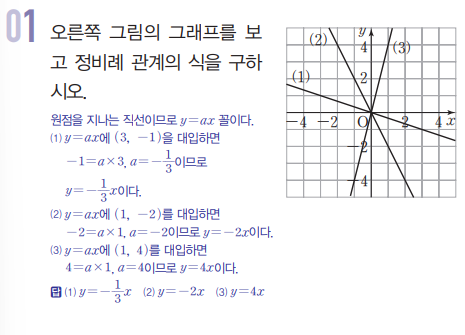 01 오른쪽 그림의 그래프를 보
고 정비례 관계의 식을 구하
시오.
원점을 지나는 직선이므로 y=ax 꼴이다.
(1) y=ax에 (3, -1)을 대입하면
-1=a×3, a=-1/3이므로
y=-1/3x이다.
(2) y=ax에 (1, -2)를 대입하면
-2=a×1, a=-2이므로 y=-2x이다.
(3) y=ax에 (1, 4)를 대입하면
4=a×1, a=4이므로 y=4x이다.
답 (1) y=-1/3x (2) y=-2x (3) y=4x
(2) y
4 (3)
(1) 2
-4 -2 O 2 4 x
-2
-4